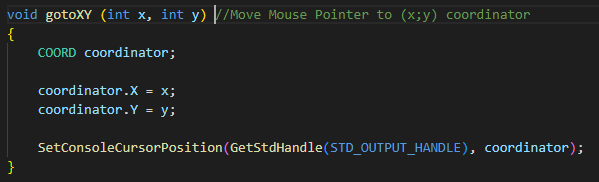 void gotoXY (int x, int y) //Move Mouse Pointer to (x;y) coordinator
{
    COORD coordinator;

    coordinator.X = x;
    coordinator.Y = y;

    SetConsoleCursorPosition(GetStdHandle(STD_OUTPUT_HANDLE), coordinator);
}